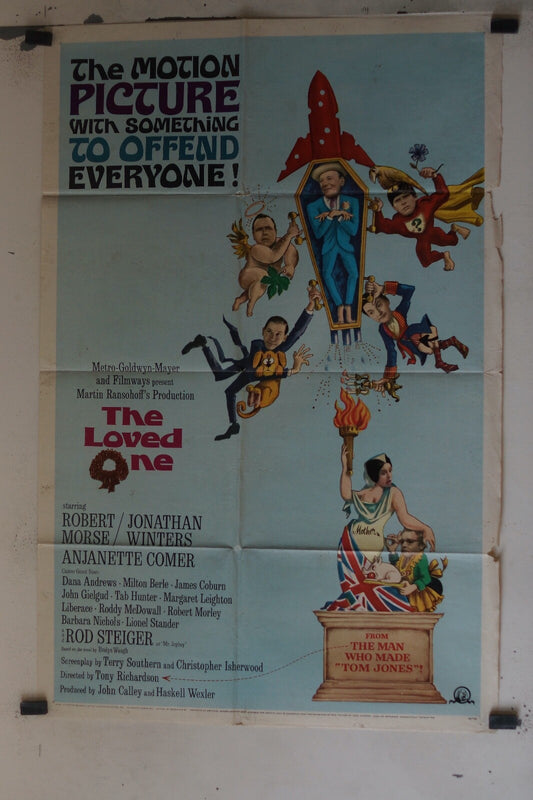 The MOTION
PICTURE
WITH SOMETHING
TO OFFEND
EVERYONE!
?
Metro-Goldwyn-Mayer
and Filmways present
Martin Ransohoff's Production
The
Loved
One
starring
ROBERT / JONATHAN
MORSE / WINTERS
ANJANETTE COMER
Dana Andrews · Milton Berle · James Coburn
John Gielgud · Tab Hunter · Margaret Leighton
Liberace · Roddy McDowall · Robert Morley
Barbara Nichols · Lionel Stander
ROD STEIGER as "Mr. Joyboy"
Based on the novel by Evelyn Waugh
Screenplay by Terry Southern and Christopher Isherwood
Directed by Tony Richardson
Produced by John Calley and Haskell Wexler
Mother
FROM
THE MAN
WHO MADE
"TOM JONES"!